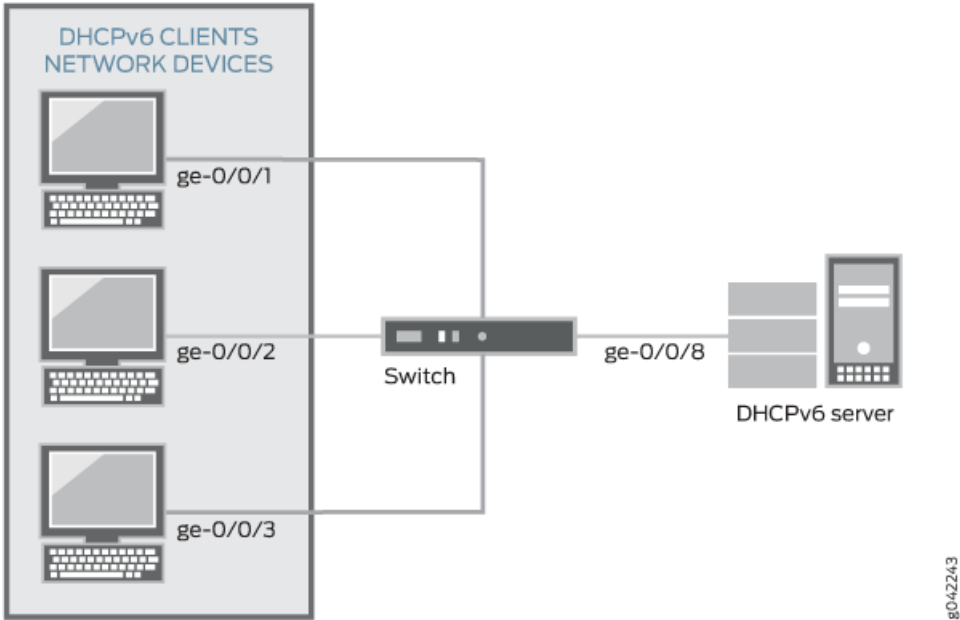 DHCPv6 CLIENTS
NETWORK DEVICES
ge-0/0/1
ge-0/0/2
ge-0/0/8
Switch
DHCPv6 server
ge-0/0/3
g042243